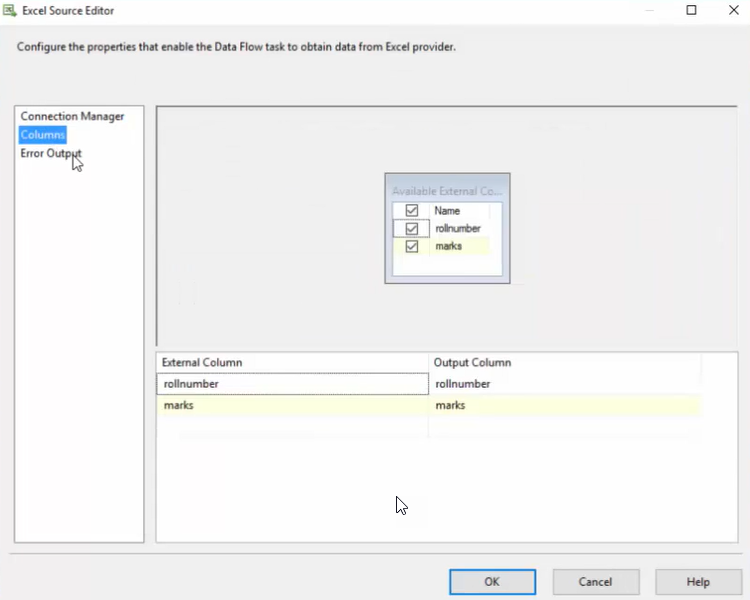 Excel Source Editor
Configure the properties that enable the Data Flow task to obtain data from Excel provider.
Connection Manager
Columns
Error Output
Available External Co...
Name
rollnumber
marks
External Column Output Column
rollnumber rollnumber
marks marks
OK Cancel Help